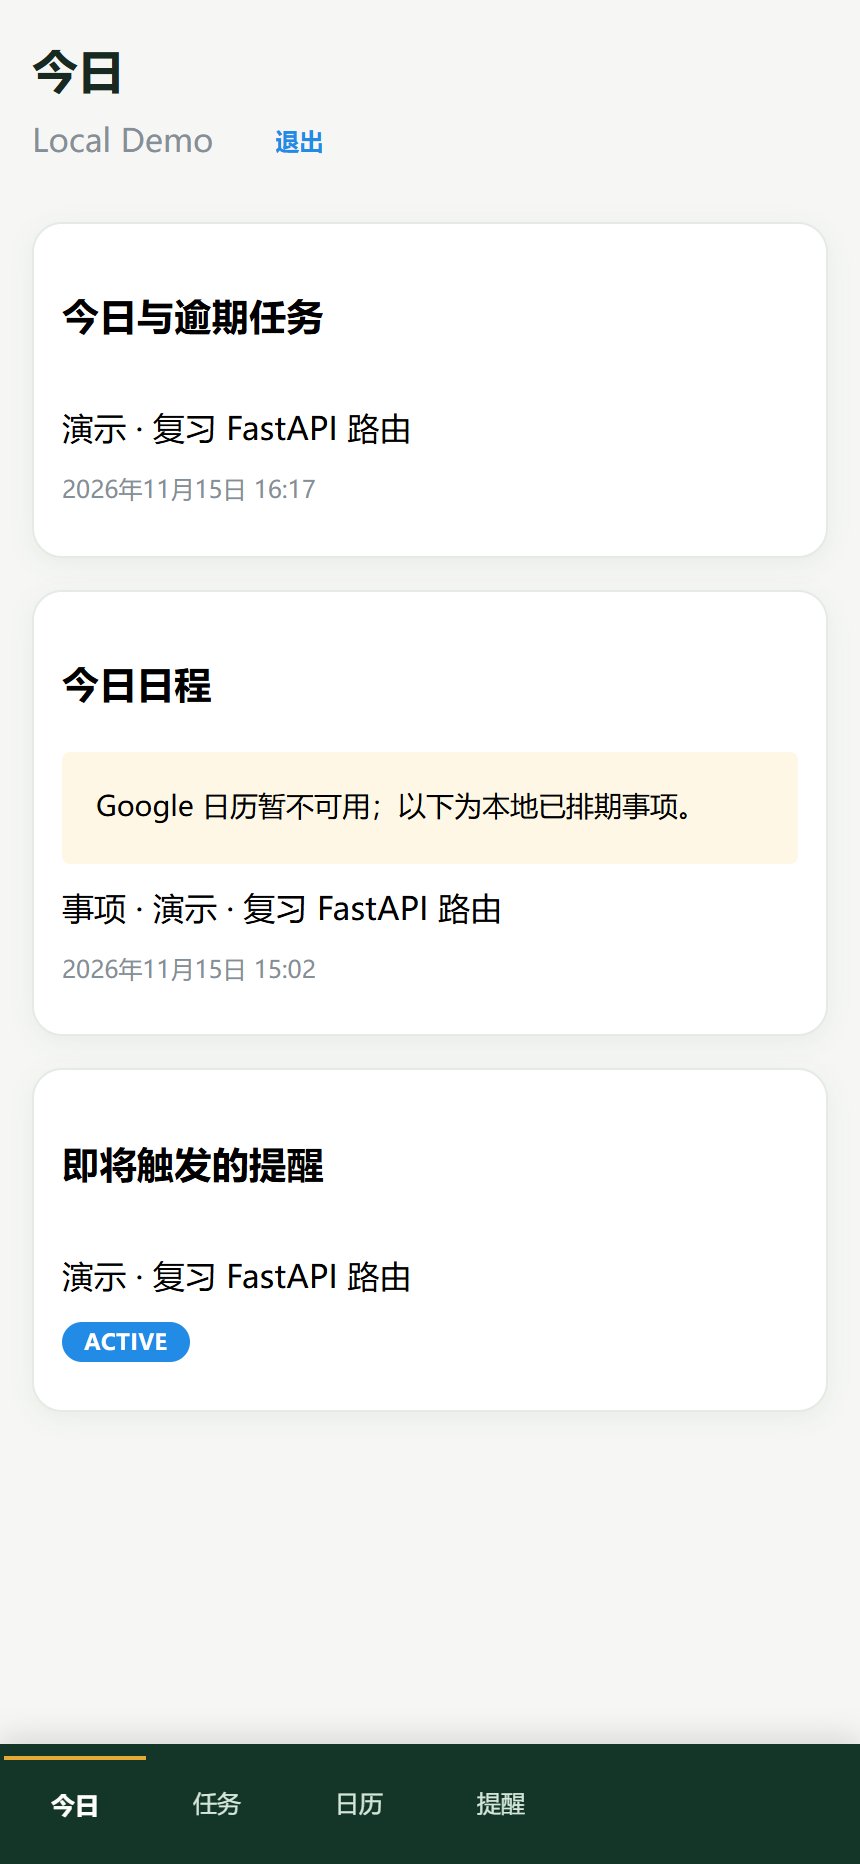 今日
Local Demo 退出
今日与逾期任务
演示 · 复习 FastAPI 路由
2026年11月15日 16:17
今日日程
Google 日历暂不可用；以下为本地已排期事项。
事项 · 演示 · 复习 FastAPI 路由
2026年11月15日 15:02
即将触发的提醒
演示 · 复习 FastAPI 路由
ACTIVE
今日 任务 日历 提醒